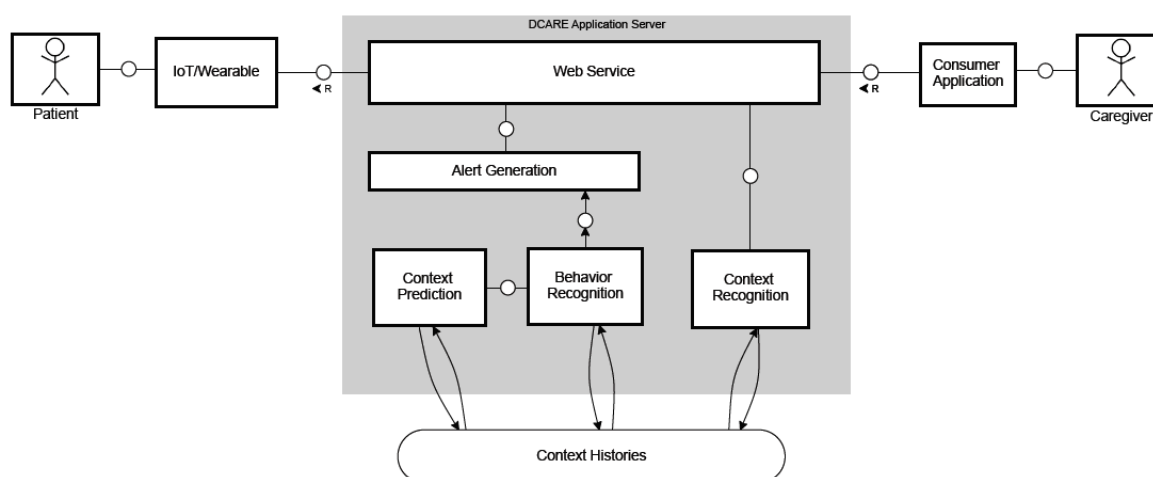 DCARE Application Server
Patient
IoT/Wearable
R
Web Service
R
Consumer
Application
Caregiver
Alert Generation
Context
Prediction
Behavior
Recognition
Context
Recognition
Context Histories